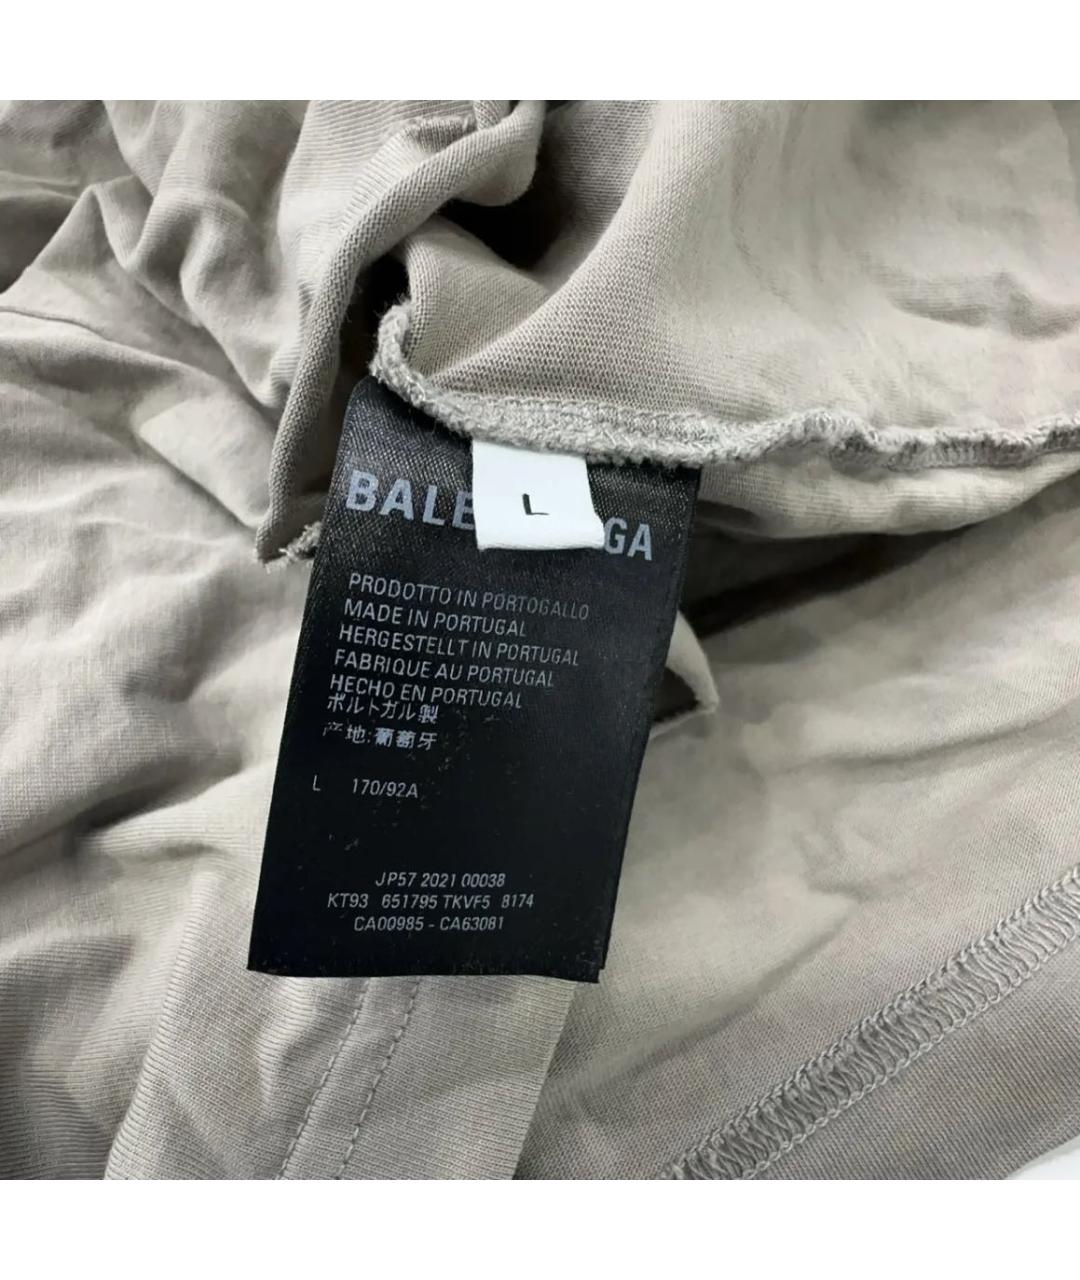 BALE GA
L
PRODOTTO IN PORTOGALLO
MADE IN PORTUGAL
HERGESTELLT IN PORTUGAL
FABRIQUE AU PORTUGAL
HECHO EN PORTUGAL
ポルトガル製
产地:葡萄牙
L 170/92A
JP57 2021 00038
KT93 651795 TKVF5 8174
CA00985 - CA63081